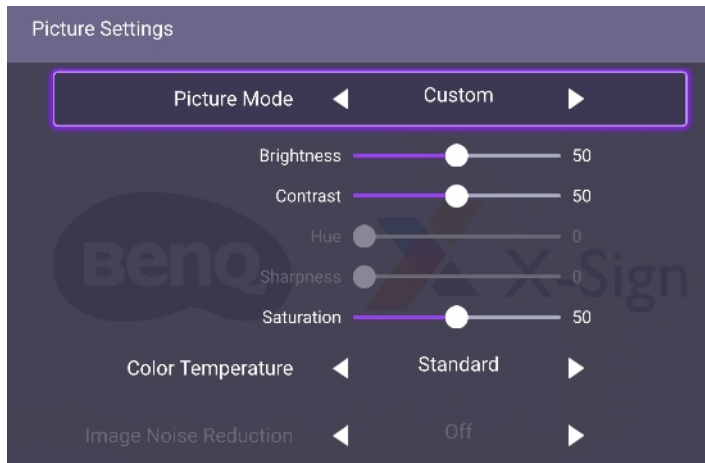 Picture Settings
Picture Mode Custom
Brightness 50
Contrast 50
Hue 0
Sharpness 0
BenQ X-Sign
Saturation 50
Color Temperature Standard
Image Noise Reduction Off